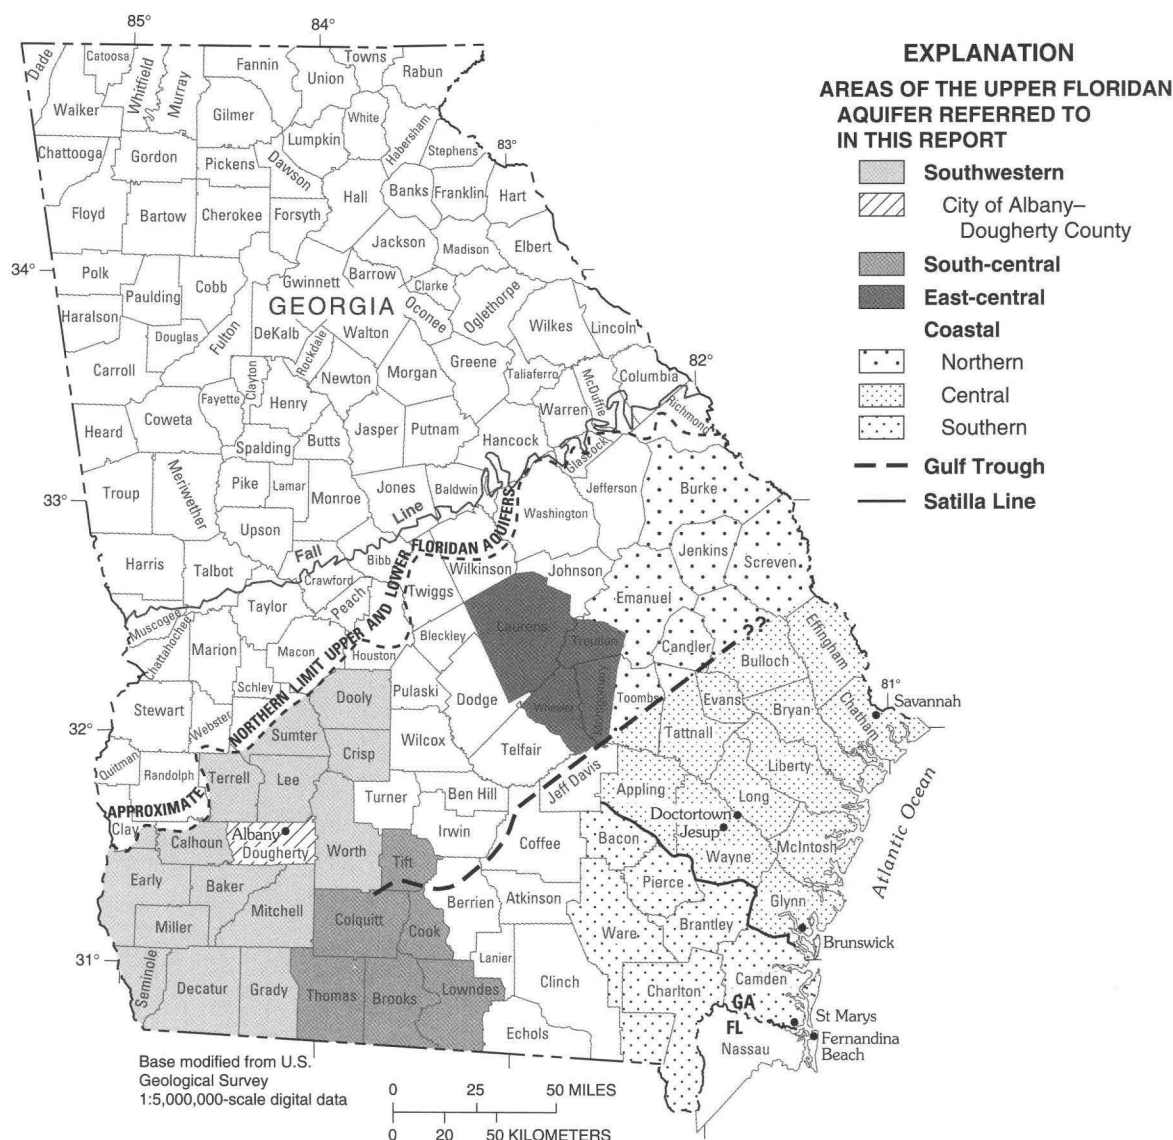 85°
84°
Dade
Catoosa
Whitfield
Murray
Fannin
Union
Towns
Rabun
Walker
Gilmer
Lumpkin
White
Habersham
Stephens
83°
Chattooga
Gordon
Pickens
Dawson
Hall
Banks
Franklin
Hart
Floyd
Bartow
Cherokee
Forsyth
Jackson
Madison
Elbert
34°
Polk
Paulding
Cobb
Gwinnett
Barrow
Clarke
Oconee
Oglethorpe
GEORGIA
Haralson
Douglas
Fulton
DeKalb
Rockdale
Walton
Wilkes
Lincoln
Carroll
Clayton
Newton
Morgan
Greene
Taliaferro
McDuffie
Columbia
82°
Coweta
Fayette
Henry
Warren
Richmond
Heard
Spalding
Butts
Jasper
Putnam
Hancock
Glascock
33°
Troup
Meriwether
Pike
Lamar
Monroe
Jones
Baldwin
Washington
Jefferson
Burke
Upson
Fall
Line
Harris
Talbot
Bibb
Wilkinson
Johnson
Jenkins
Screven
Crawford
Peach
Twiggs
Emanuel
Muscogee
Chattahochee
Taylor
Marion
Macon
Houston
Bleckley
Laurens
Treutlen
Candler
??
Bulloch
Effingham
Schley
Dooly
Pulaski
Dodge
Wheeler
Montgomery
Toombs
Evans
Bryan
Chatham
81°
Savannah
32°
Stewart
Webster
Sumter
Crisp
Wilcox
Telfair
Tattnall
Liberty
Quitman
Randolph
Terrell
Lee
Turner
Ben Hill
Jeff Davis
Appling
Long
APPROXIMATE NORTHERN LIMIT UPPER AND LOWER FLORIDAN AQUIFERS
Clay
Calhoun
Albany
Dougherty
Worth
Tift
Irwin
Coffee
Bacon
Doctortown
Jesup
Wayne
McIntosh
Atlantic Ocean
Early
Baker
Mitchell
Berrien
Atkinson
Pierce
Glynn
Miller
Colquitt
Cook
Ware
Brantley
Brunswick
31°
Seminole
Decatur
Grady
Thomas
Brooks
Lowndes
Lanier
Clinch
Charlton
Camden
GA
FL
St Marys
Fernandina
Beach
Echols
Nassau
Base modified from U.S.
Geological Survey
1:5,000,000-scale digital data
0 25 50 MILES
0 20 50 KILOMETERS
EXPLANATION
AREAS OF THE UPPER FLORIDAN
AQUIFER REFERRED TO
IN THIS REPORT
Southwestern
City of Albany–
Dougherty County
South-central
East-central
Coastal
Northern
Central
Southern
Gulf Trough
Satilla Line